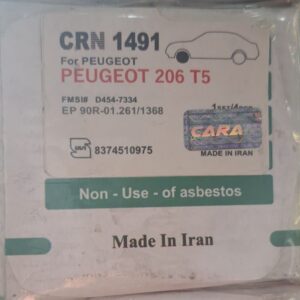 CRN 1491
For PEUGEOT
PEUGEOT 206 T5
FMSI# D454-7334
EP 90R-01.261/1368
8374510975
CARA
MADE IN IRAN
Non - Use - of asbestos
Made In Iran